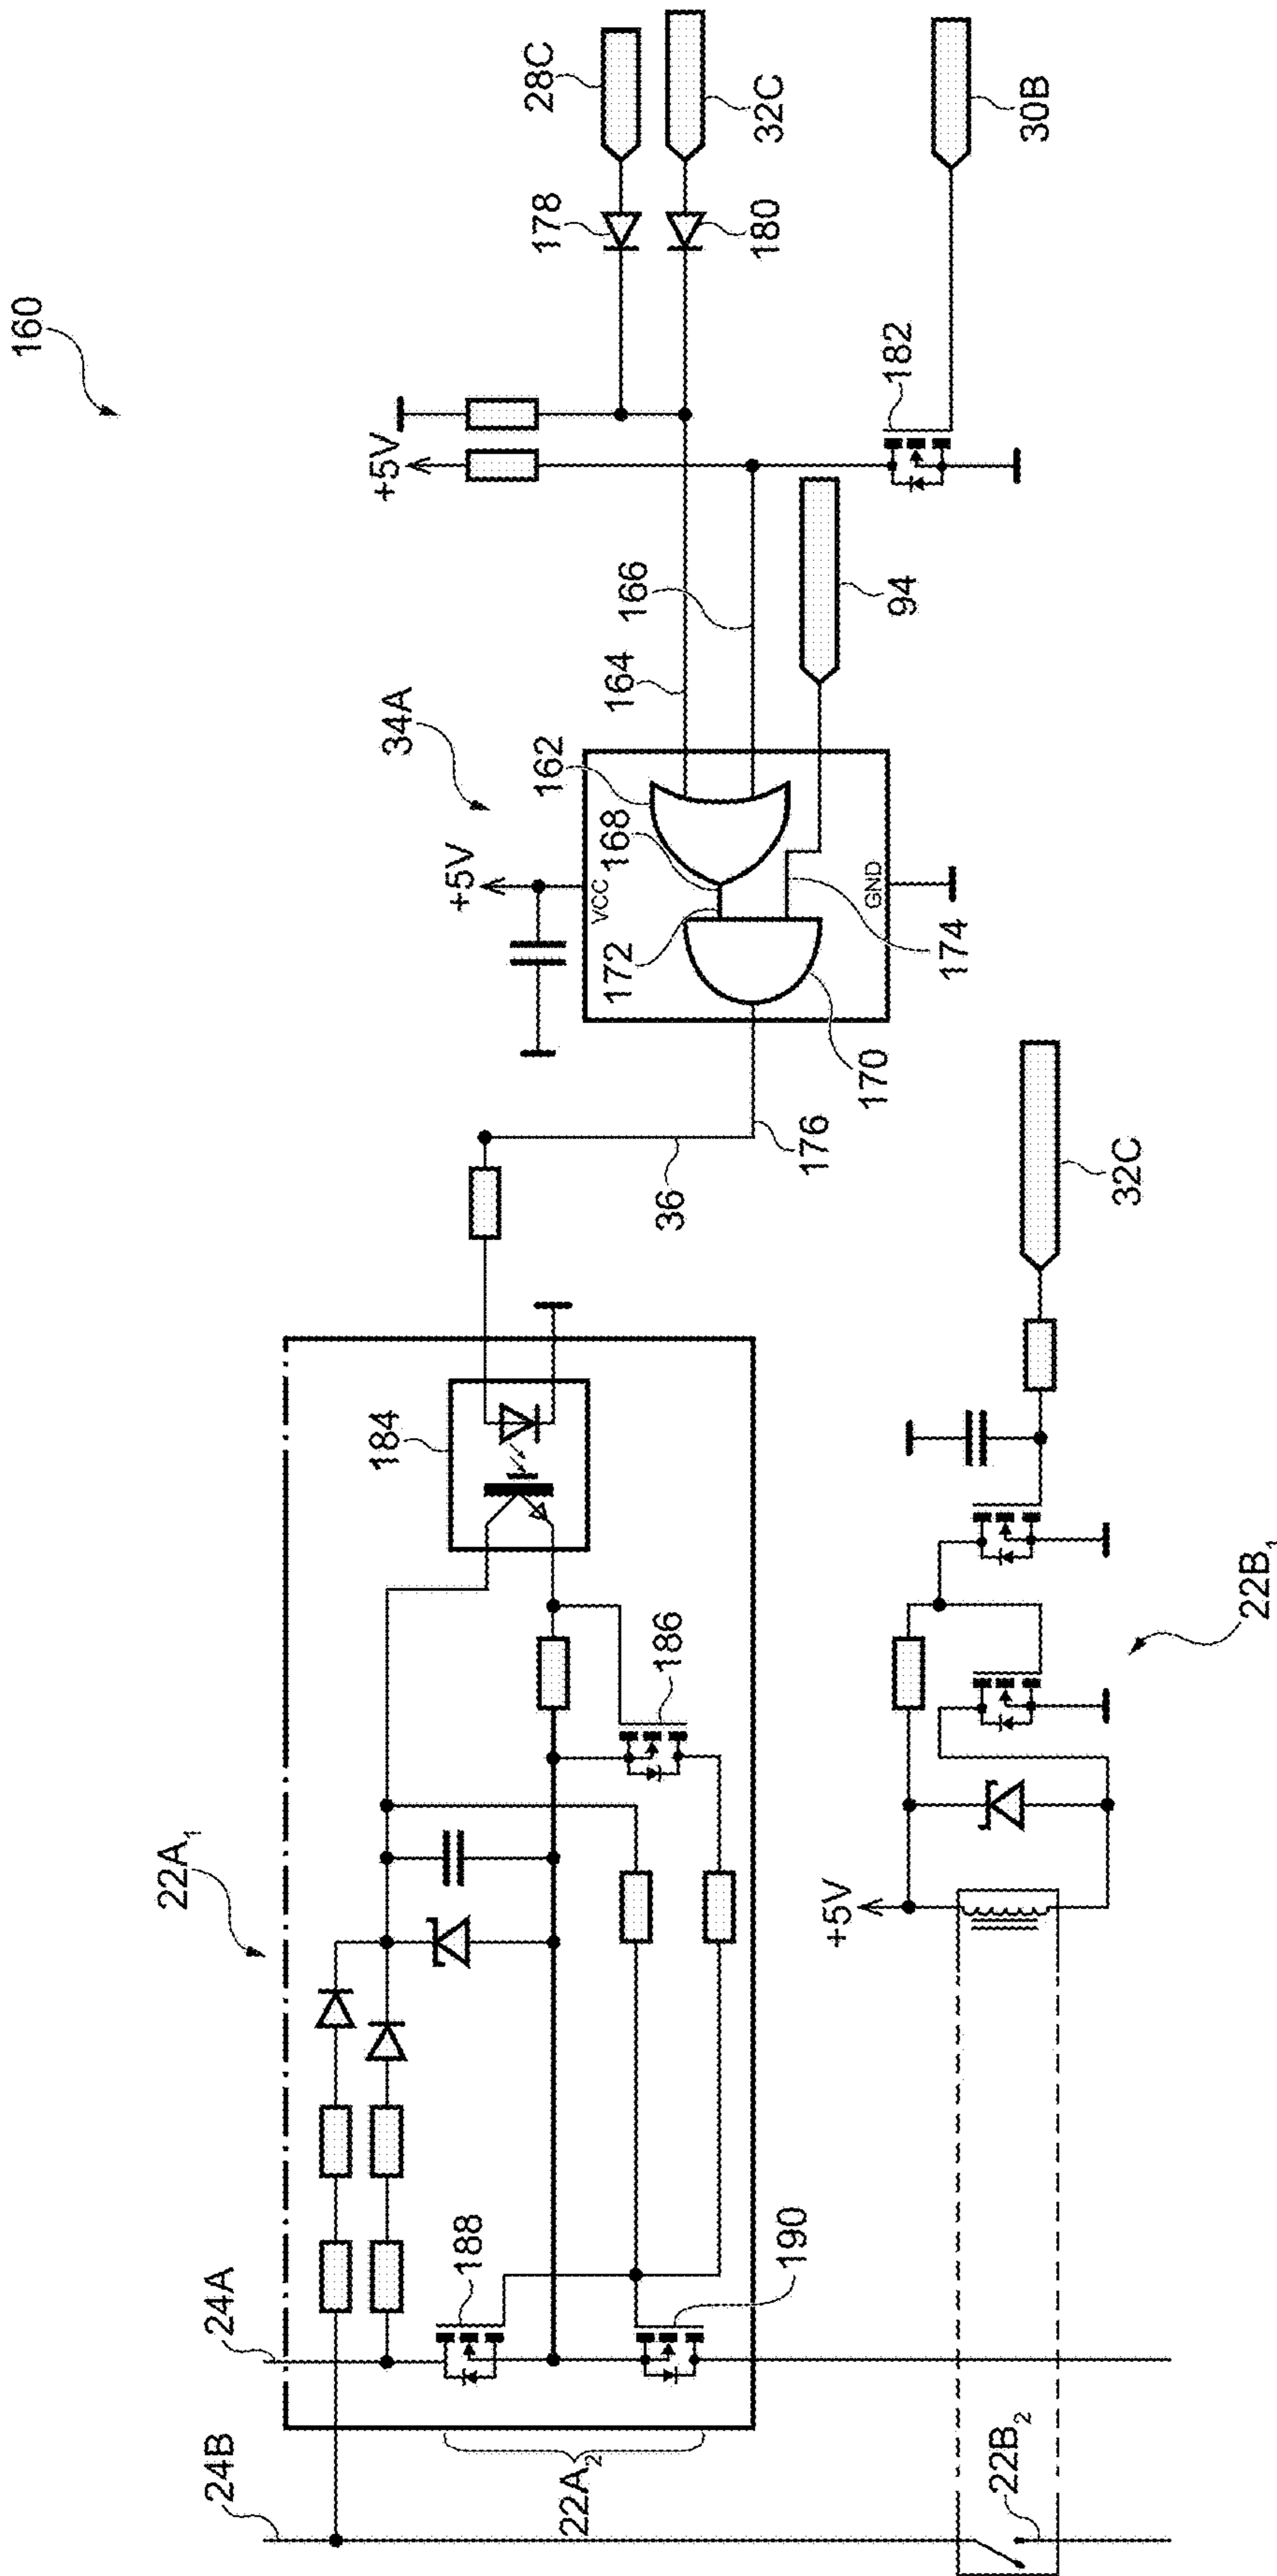 160
24B
24A
22A₁
184
+5V
34A
+5V
28C
178
32C
180
188
22A₂
190
186
36
176
VCC
GND
162
168
172
174
170
164
166
94
182
30B
22B₂
+5V
22B₁
32C